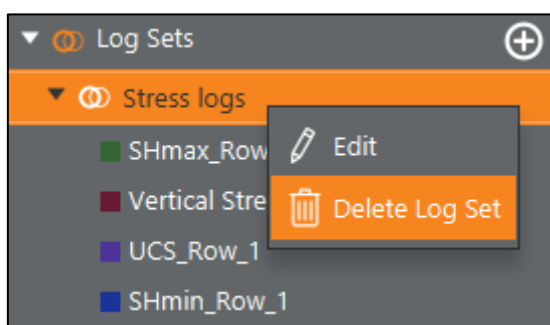 Log Sets
Stress logs
SHmax_Row
Edit
Vertical Stre
Delete Log Set
UCS_Row_1
SHmin_Row_1